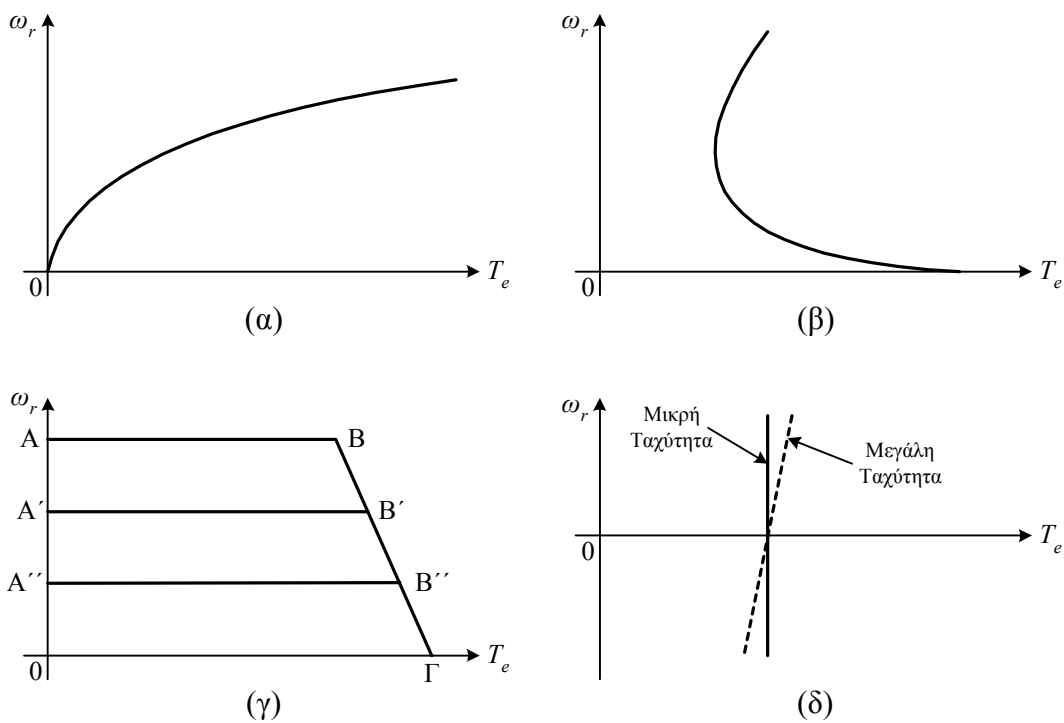 ω_r
0
T_e
(α)
ω_r
0
T_e
(β)
ω_r
Α
Β
Α´
Β´
Α´´
Β´´
0
Γ
T_e
(γ)
ω_r
Μικρή
Ταχύτητα
Μεγάλη
Ταχύτητα
0
T_e
(δ)